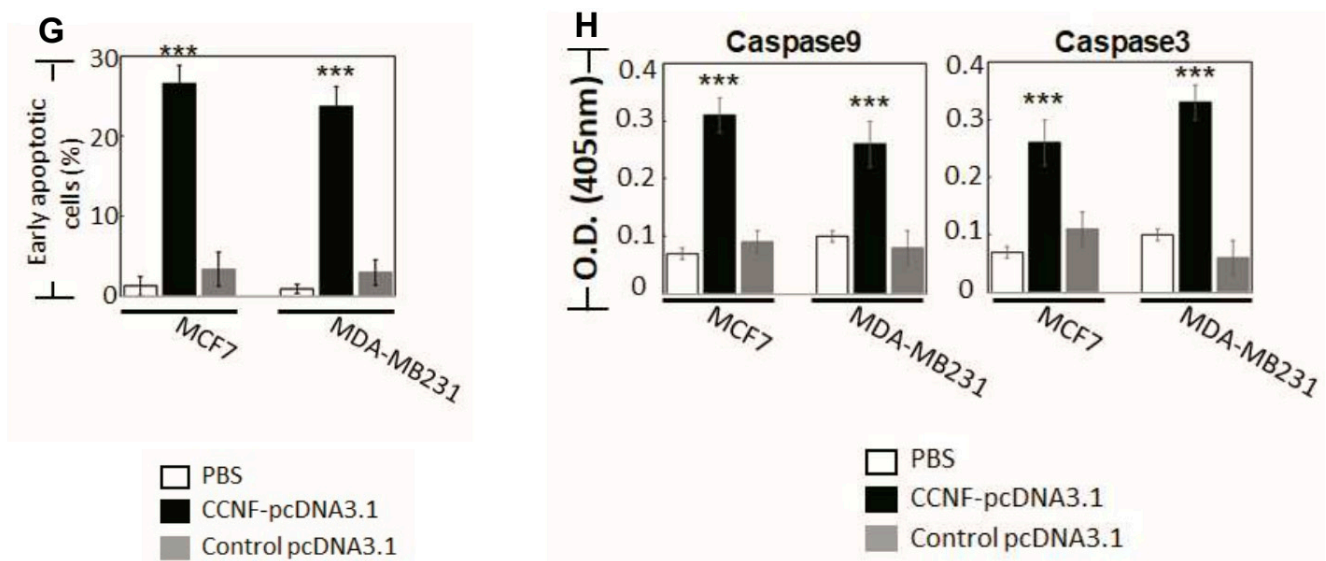 G
Early apoptotic
cells (%)
30
20
10
0
***
***
MCF7
MDA-MB231
PBS
CCNF-pcDNA3.1
Control pcDNA3.1
H
O.D. (405nm)
Caspase9
0.4
0.3
0.2
0.1
0
***
***
MCF7
MDA-MB231
Caspase3
0.4
0.3
0.2
0.1
0
***
***
MCF7
MDA-MB231
PBS
CCNF-pcDNA3.1
Control pcDNA3.1